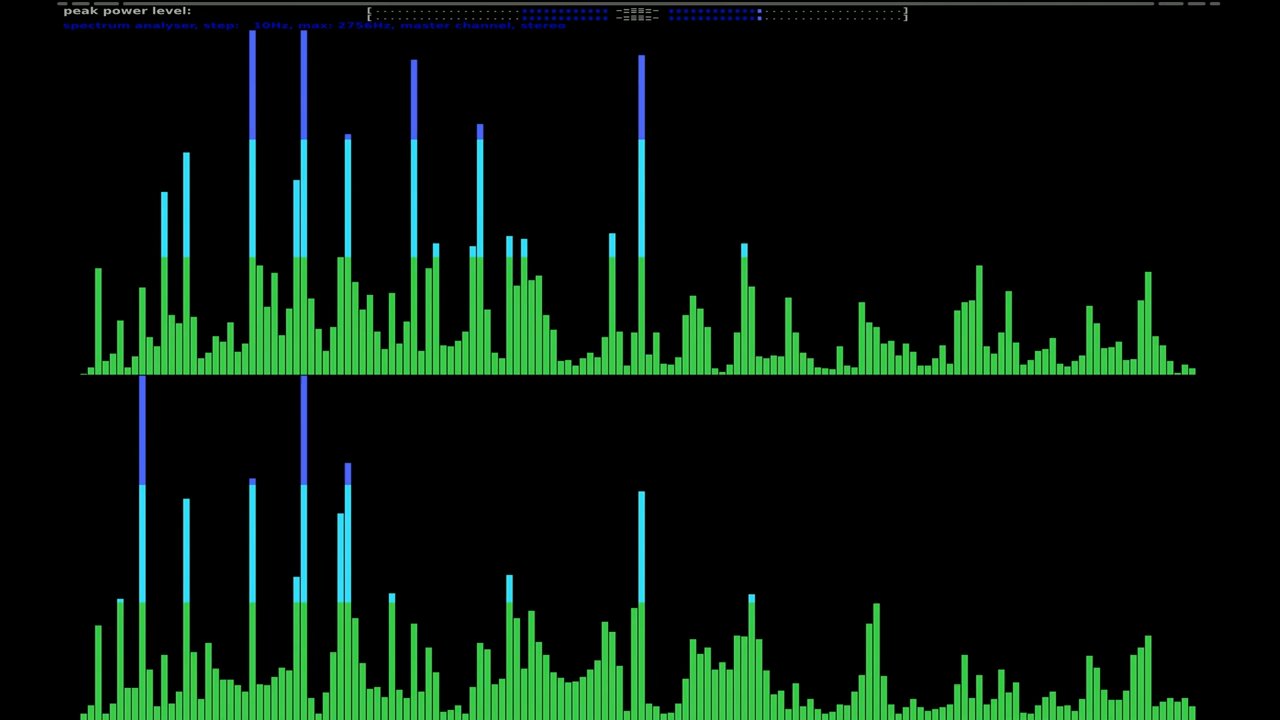 peak power level:
spectrum analyser, step: 10Hz, max: 2756Hz, master channel, stereo